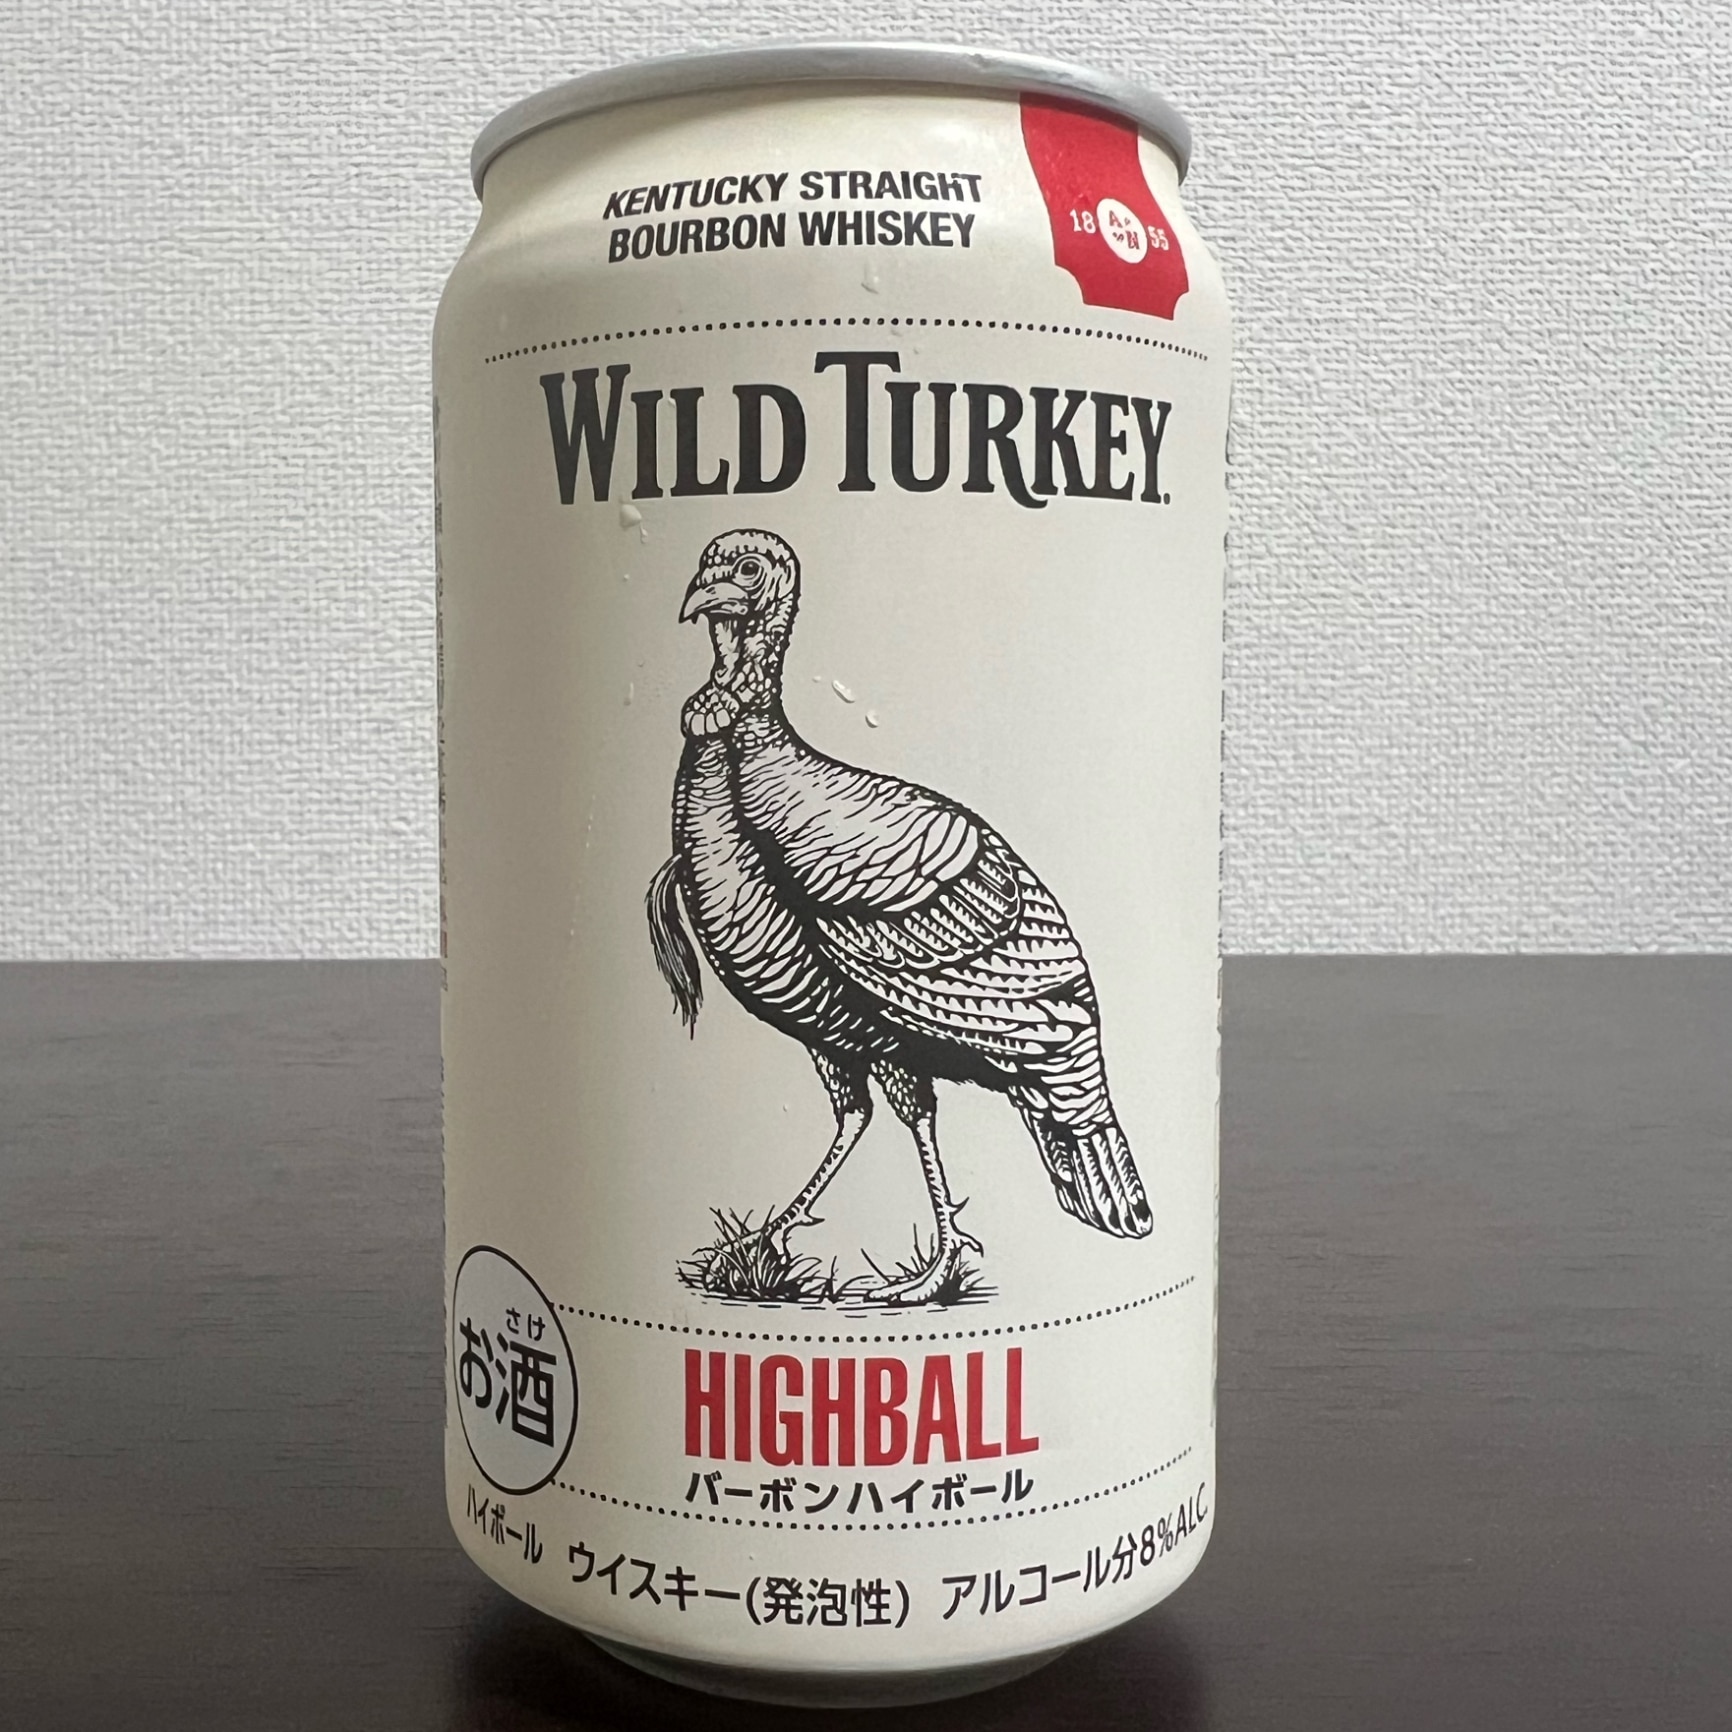 KENTUCKY STRAIGHT
BOURBON WHISKEY
18 55
WILD TURKEY
さけ
お酒
HIGHBALL
バーボンハイボール
ハイボール ウイスキー(発泡性) アルコール分8%ALC.